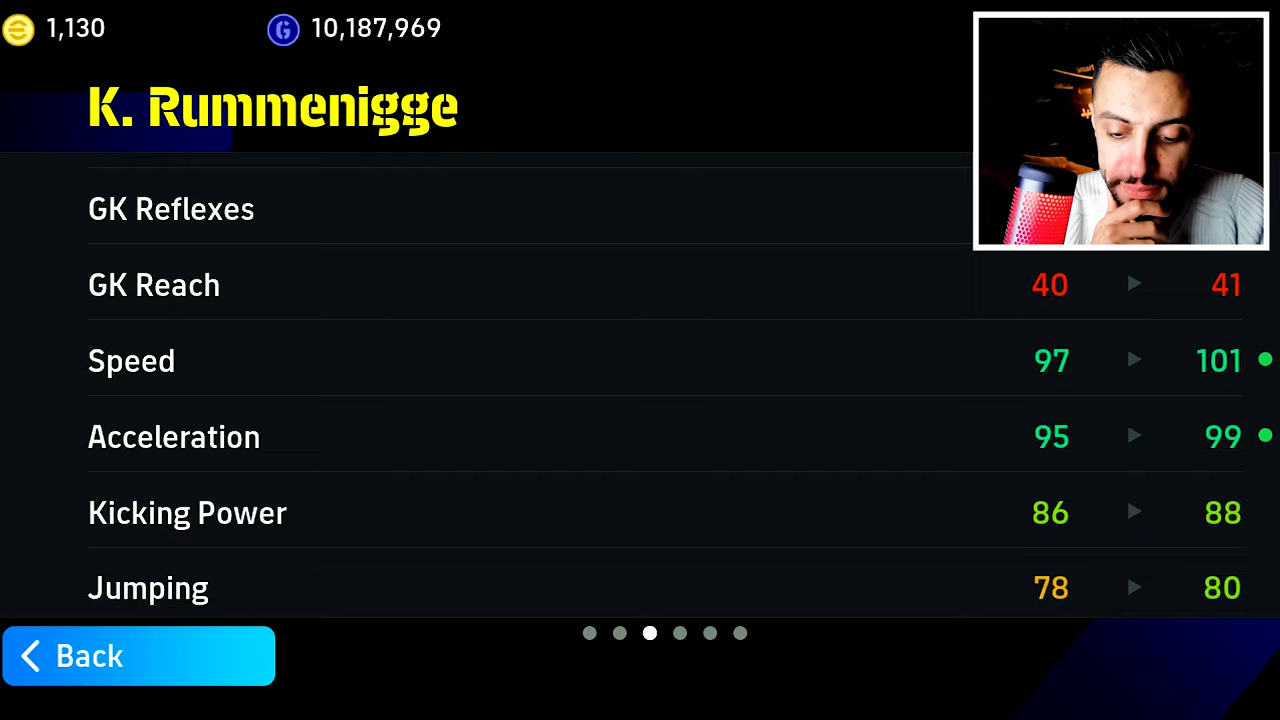 1,130 10,187,969
K. Rummenigge
GK Reflexes
GK Reach 40 41
Speed 97 101
Acceleration 95 99
Kicking Power 86 88
Jumping 78 80
Back